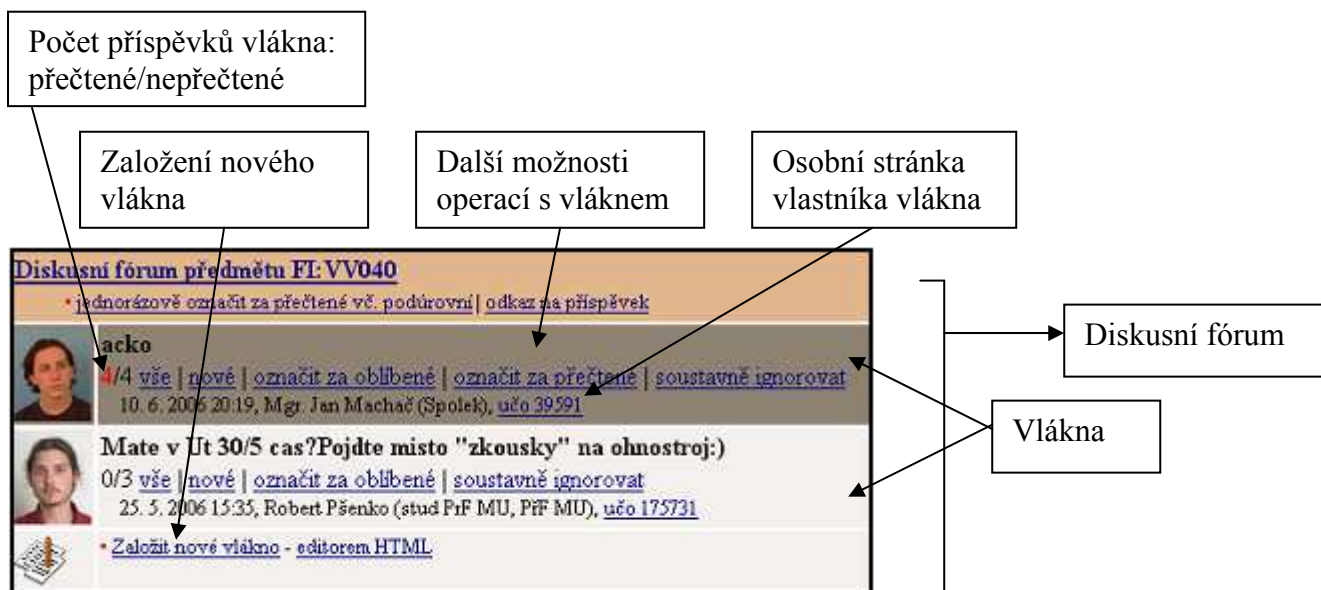 Počet příspěvků vlákna:
přečtené/nepřečtené
Založení nového
vlákna
Další možnosti
operací s vláknem
Osobní stránka
vlastníka vlákna
Diskusní fórum předmětu FI:VV040
• jednorázově označit za přečtené vč. podúrovní | odkaz na příspěvek
acko
4/4 vše | nové | označit za oblíbené | označit za přečtené | soustavně ignorovat
10. 6. 2006 20:19, Mgr. Jan Machač (Spolek), učo 39591
Mate v Ut 30/5 cas?Pojdte misto "zkousky" na ohnostroj:)
0/3 vše | nové | označit za oblíbené | soustavně ignorovat
25. 5. 2006 15:35, Robert Pšenko (stud PrF MU, PřF MU), učo 175731
• Založit nové vlákno - editorem HTML
Diskusní fórum
Vlákna